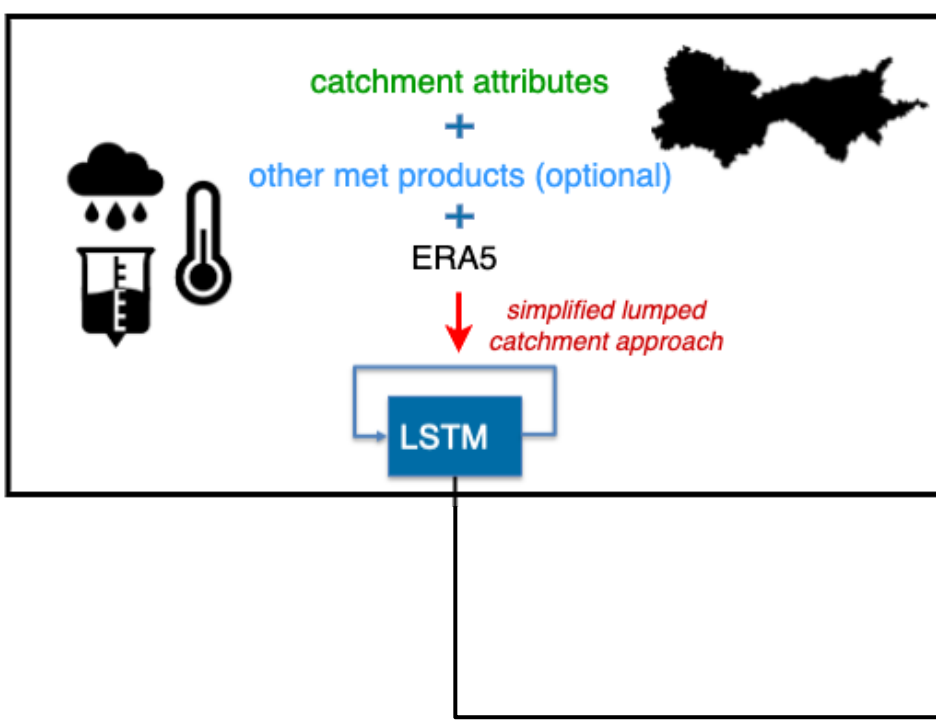 catchment attributes
+
other met products (optional)
+
ERA5
simplified lumped
catchment approach
LSTM